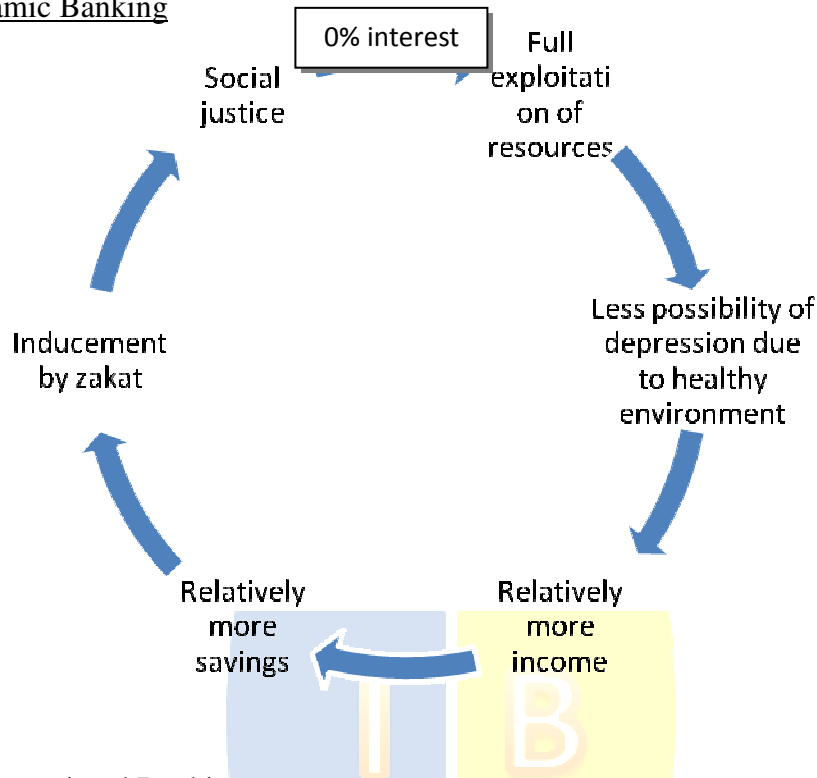 amic Banking
0% interest
Full
exploitati
on of
resources
Less possibility of
depression due
to healthy
environment
Relatively
more
income
Relatively
more
savings
Inducement
by zakat
Social
justice
I B